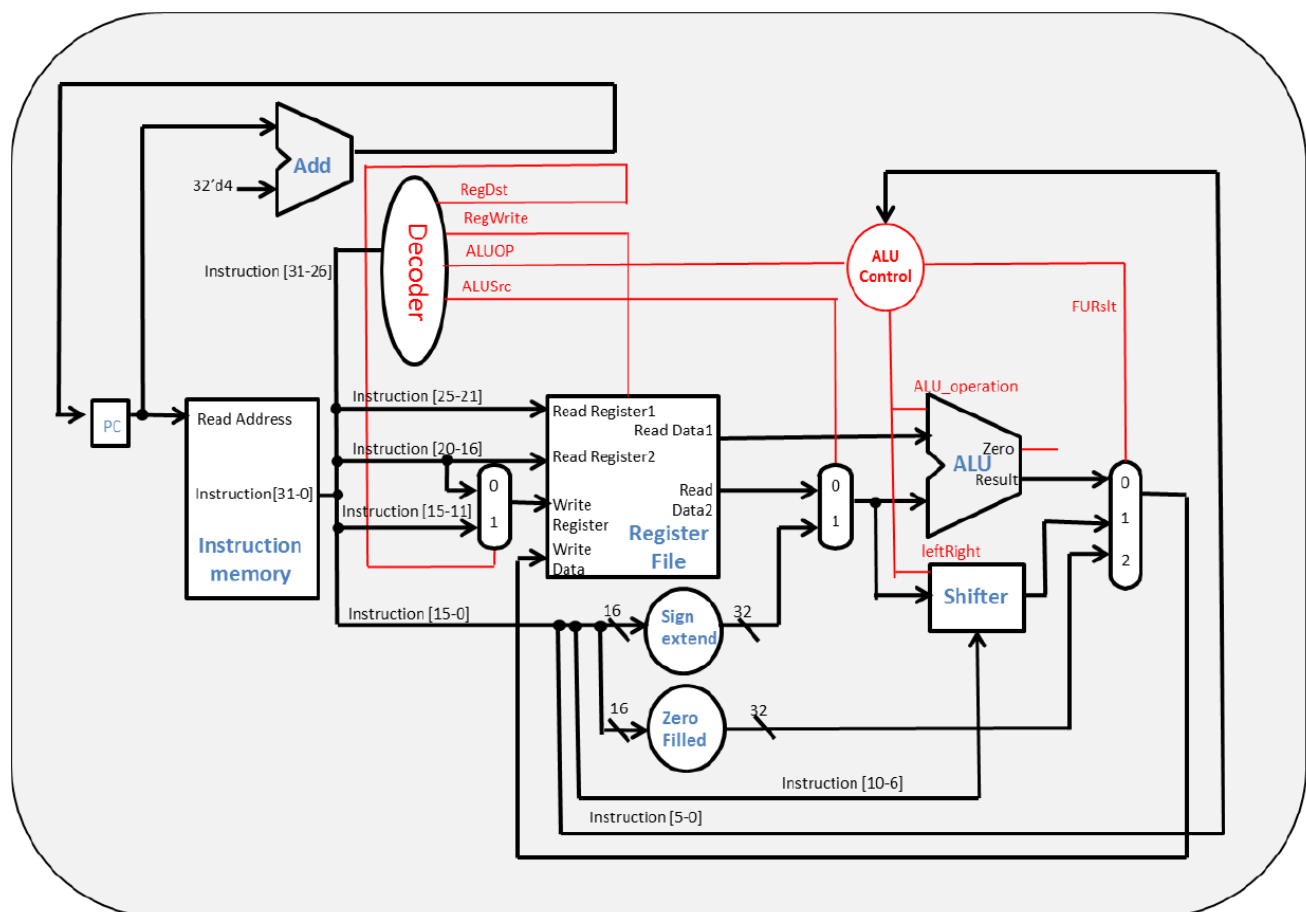 Add
32'd4
RegDst
RegWrite
ALUOP
ALUSrc
Decoder
ALU
Control
FURslt
Instruction [31-26]
PC
Read Address
Instruction[31-0]
Instruction
memory
Instruction [25-21]
Instruction [20-16]
Instruction [15-11]
0
1
Read Register1
Read Data1
Read Register2
Read
Data2
Write
Register
Write
Data
Register
File
0
1
ALU_operation
Zero
ALU
Result
0
1
2
leftRight
Shifter
Instruction [15-0]
16
Sign
extend
32
16
Zero
Filled
32
Instruction [10-6]
Instruction [5-0]